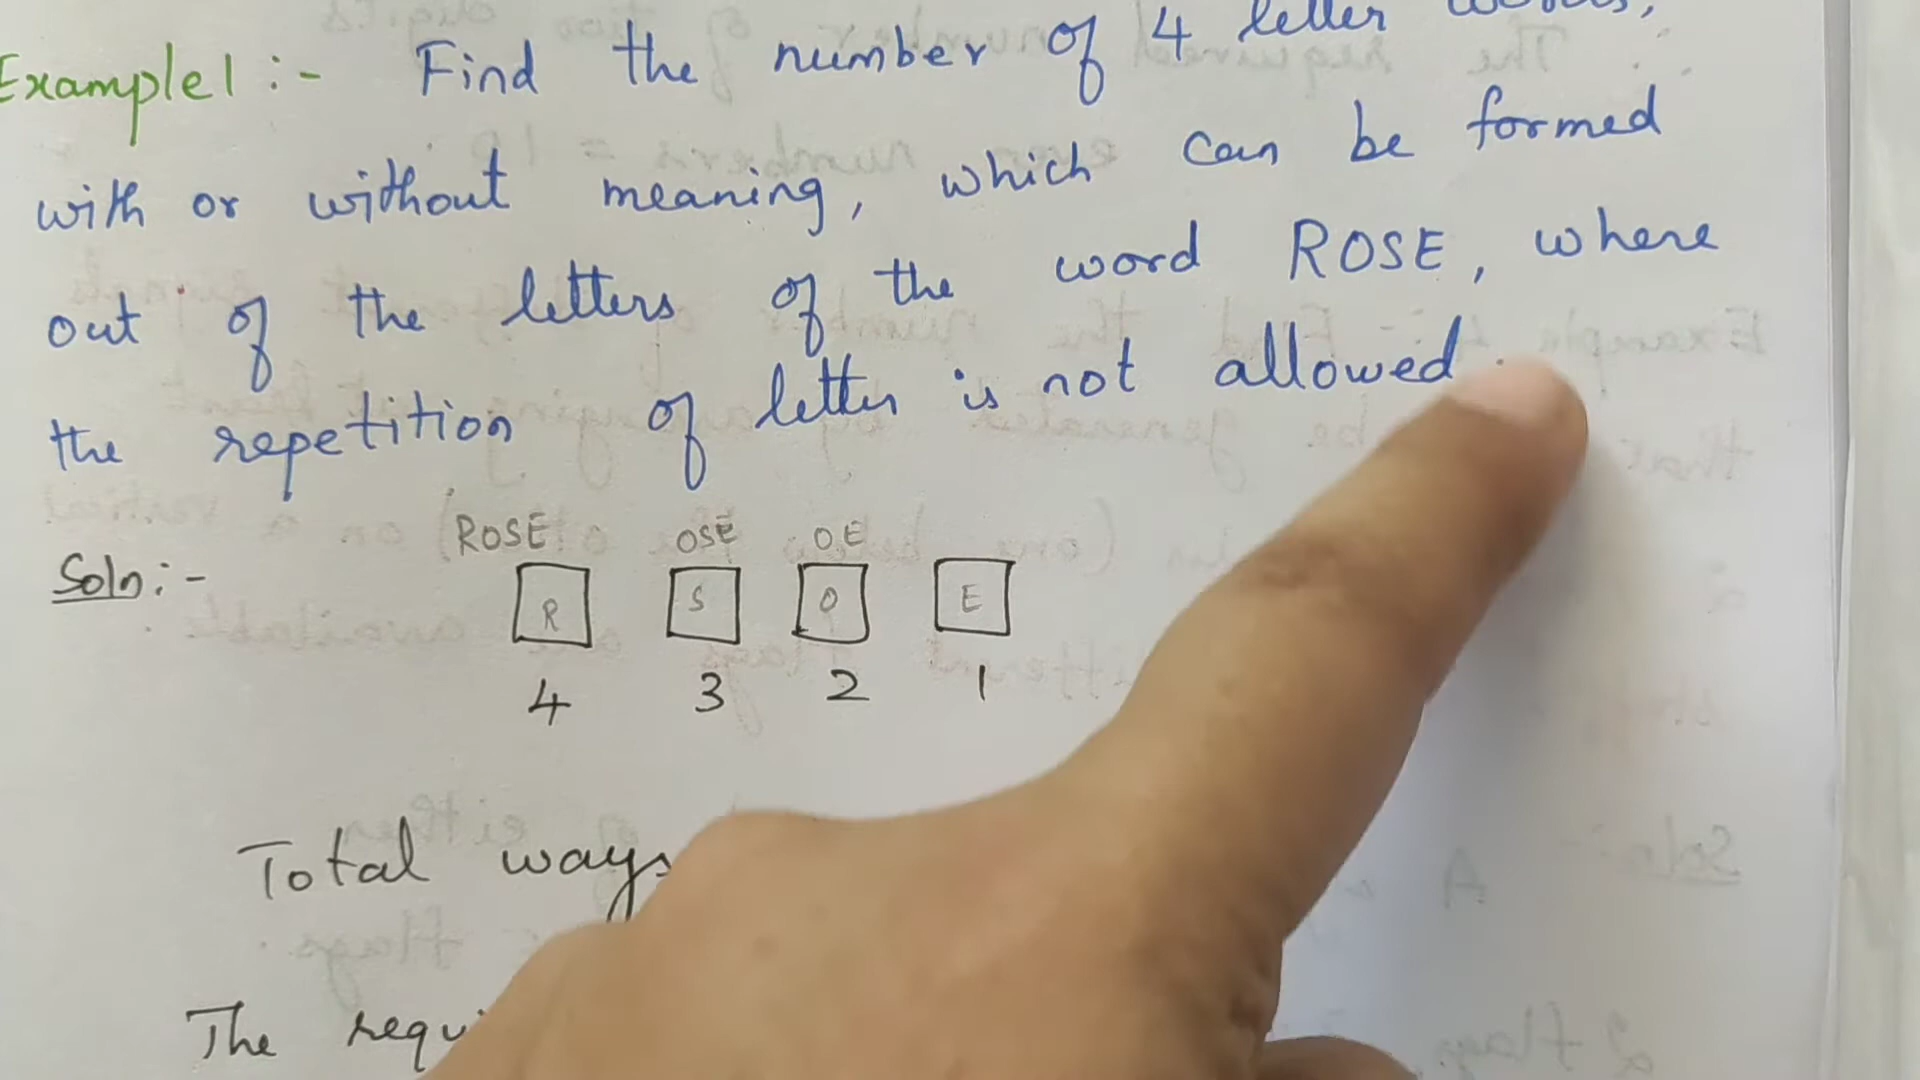 Example1 :- Find the number of 4 letter words,
with or without meaning, which can be formed
out of the letters of the word ROSE, where
the repetition of letter is not allowed.
ROSE OSE O,E
Soln:- R S O E
4 3 2 1
Total ways
The